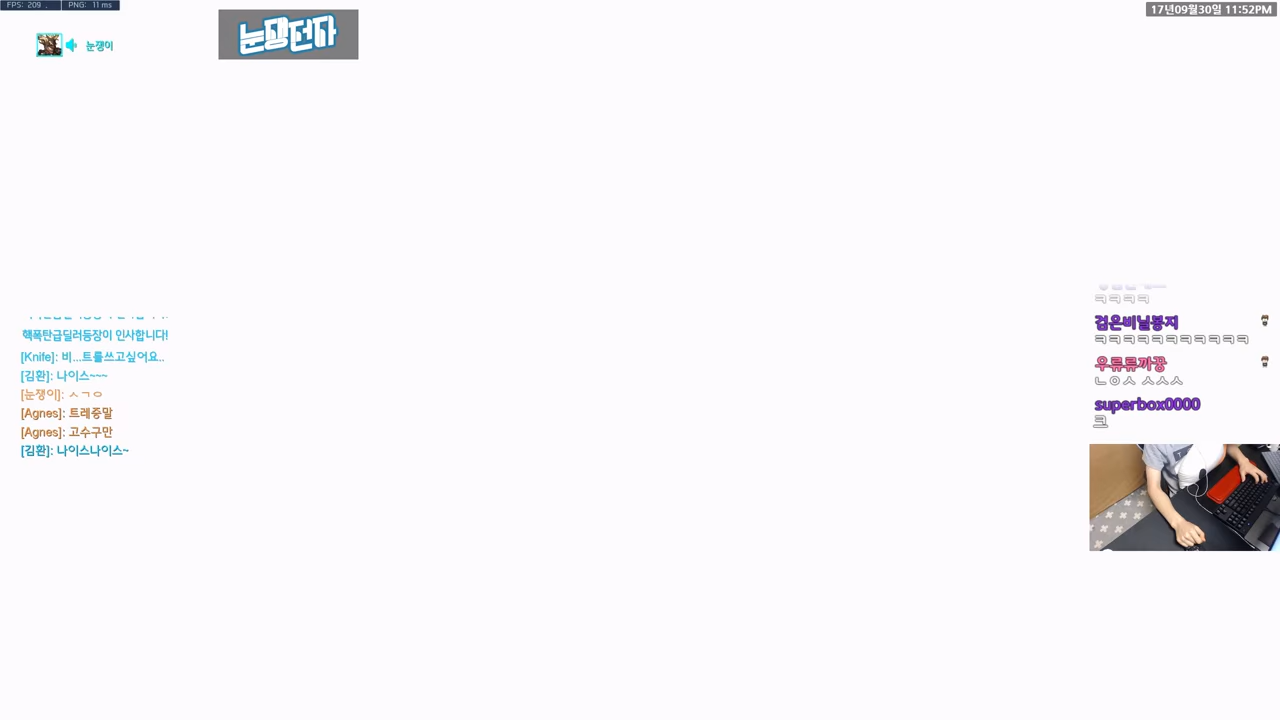 FPS: 209
PNG: 11 ms
17년09월30일 11:52PM
눈쟁이
눈쟁던다
핵폭탄급딜러등장이 인사합니다!
[Knife]: 비...트를쓰고싶어요..
[김환]: 나이스~~~
[눈쟁이]: ㅅㄱㅇ
[Agnes]: 트레중말
[Agnes]: 고수구만
[김환]: 나이스나이스~
ㅋㅋㅋㅋ
검은비닐봉지
ㅋㅋㅋㅋㅋㅋㅋㅋㅋㅋㅋ
우류류까꿍
ㄴㅇㅅ ㅅㅅㅅ
superbox0000
크